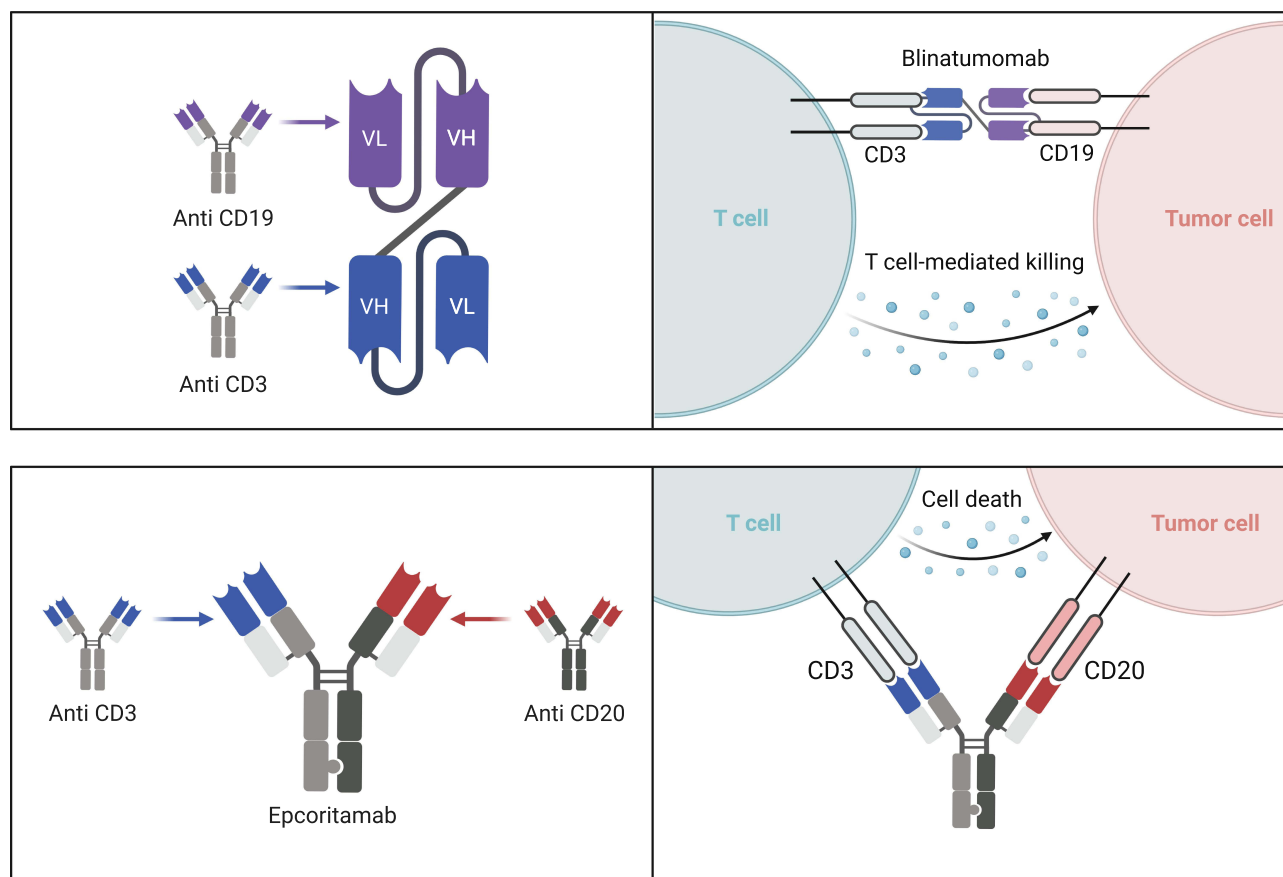 Anti CD19
VL
VH
Anti CD3
VH
VL
Blinatumomab
CD3
CD19
T cell
Tumor cell
T cell-mediated killing
Anti CD3
Anti CD20
Epcoritamab
T cell
Cell death
Tumor cell
CD3
CD20